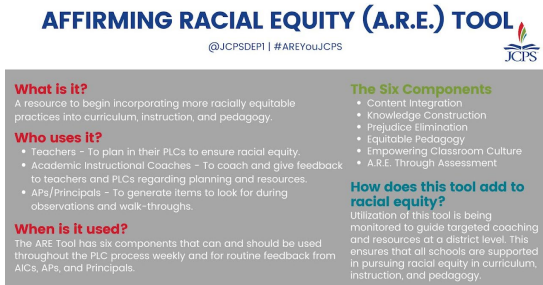 AFFIRMING RACIAL EQUITY (A.R.E.) TOOL
@JCPSDEP1 | #AREYouJCPS
JCPS
What is it?
A resource to begin incorporating more racially equitable
practices into curriculum, instruction, and pedagogy.
Who uses it?
• Teachers - To plan in their PLCs to ensure racial equity.
• Academic Instructional Coaches - To coach and give feedback
to teachers and PLCs regarding planning and resources.
• APs/Principals - To generate items to look for during
observations and walk-throughs.
When is it used?
The ARE Tool has six components that can and should be used
throughout the PLC process weekly and for routine feedback from
AICs, APs, and Principals.
The Six Components
• Content Integration
• Knowledge Construction
• Prejudice Elimination
• Equitable Pedagogy
• Empowering Classroom Culture
• A.R.E. Through Assessment
How does this tool add to
racial equity?
Utilization of this tool is being
monitored to guide targeted coaching
and resources at a district level. This
ensures that all schools are supported
in pursuing racial equity in curriculum,
instruction, and pedagogy.